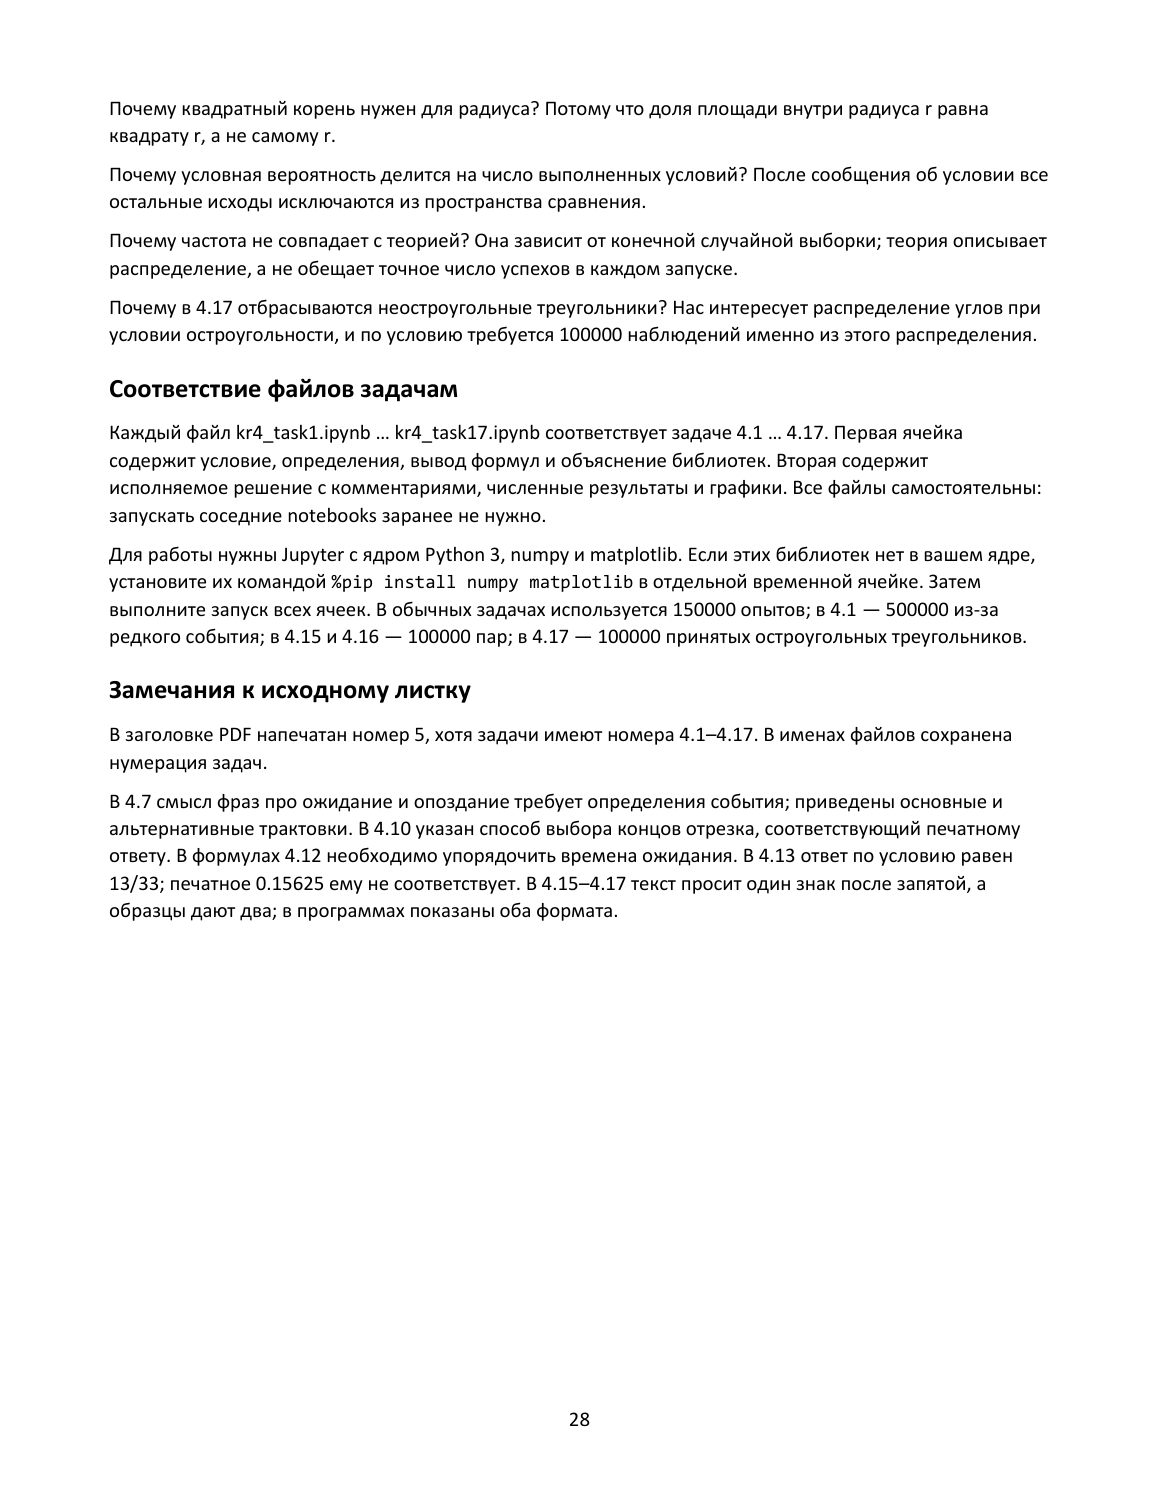 Почему квадратный корень нужен для радиуса? Потому что доля площади внутри радиуса r равна
квадрату r, а не самому r.
Почему условная вероятность делится на число выполненных условий? После сообщения об условии все
остальные исходы исключаются из пространства сравнения.
Почему частота не совпадает с теорией? Она зависит от конечной случайной выборки; теория описывает
распределение, а не обещает точное число успехов в каждом запуске.
Почему в 4.17 отбрасываются неостроугольные треугольники? Нас интересует распределение углов при
условии остроугольности, и по условию требуется 100000 наблюдений именно из этого распределения.
Соответствие файлов задачам
Каждый файл kr4_task1.ipynb … kr4_task17.ipynb соответствует задаче 4.1 … 4.17. Первая ячейка
содержит условие, определения, вывод формул и объяснение библиотек. Вторая содержит
исполняемое решение с комментариями, численные результаты и графики. Все файлы самостоятельны:
запускать соседние notebooks заранее не нужно.
Для работы нужны Jupyter с ядром Python 3, numpy и matplotlib. Если этих библиотек нет в вашем ядре,
установите их командой %pip install numpy matplotlib в отдельной временной ячейке. Затем
выполните запуск всех ячеек. В обычных задачах используется 150000 опытов; в 4.1 — 500000 из-за
редкого события; в 4.15 и 4.16 — 100000 пар; в 4.17 — 100000 принятых остроугольных треугольников.
Замечания к исходному листку
В заголовке PDF напечатан номер 5, хотя задачи имеют номера 4.1–4.17. В именах файлов сохранена
нумерация задач.
В 4.7 смысл фраз про ожидание и опоздание требует определения события; приведены основные и
альтернативные трактовки. В 4.10 указан способ выбора концов отрезка, соответствующий печатному
ответу. В формулах 4.12 необходимо упорядочить времена ожидания. В 4.13 ответ по условию равен
13/33; печатное 0.15625 ему не соответствует. В 4.15–4.17 текст просит один знак после запятой, а
образцы дают два; в программах показаны оба формата.
28